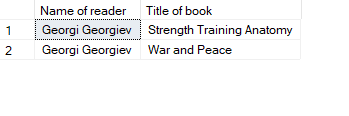 Name of reader Title of book
1 Georgi Georgiev Strength Training Anatomy
2 Georgi Georgiev War and Peace